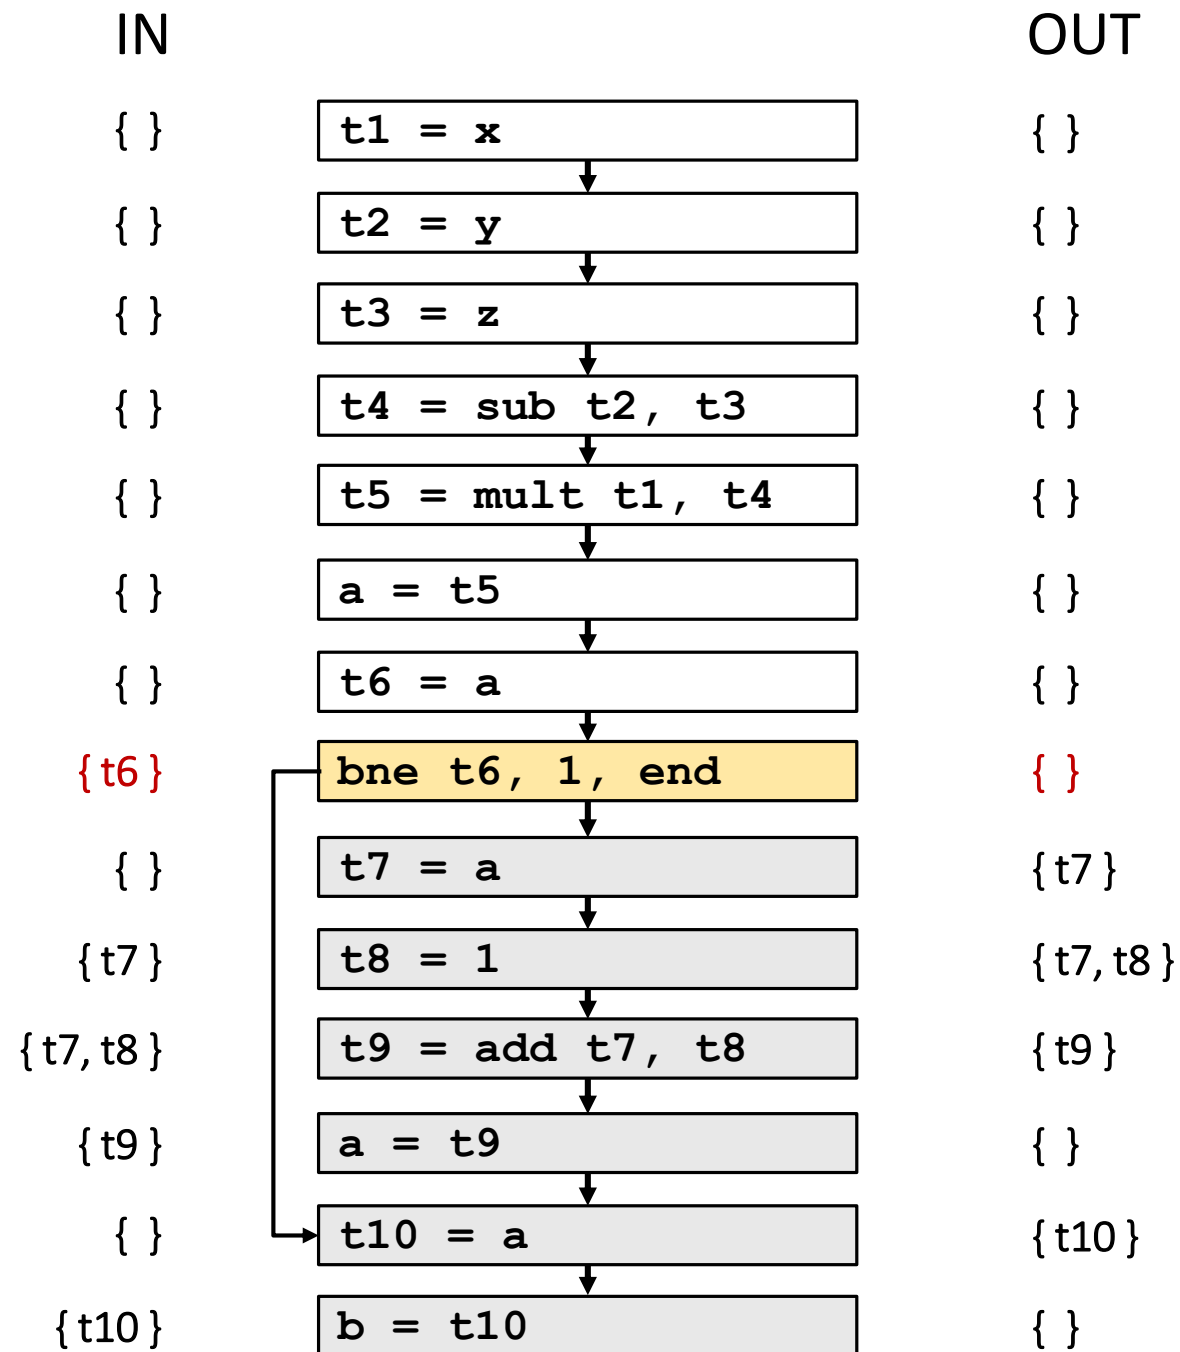 IN OUT
{ } t1 = x { }
{ } t2 = y { }
{ } t3 = z { }
{ } t4 = sub t2, t3 { }
{ } t5 = mult t1, t4 { }
{ } a = t5 { }
{ } t6 = a { }
{ t6 } bne t6, 1, end { }
{ } t7 = a { t7 }
{ t7 } t8 = 1 { t7, t8 }
{ t7, t8 } t9 = add t7, t8 { t9 }
{ t9 } a = t9 { }
{ } t10 = a { t10 }
{ t10 } b = t10 { }